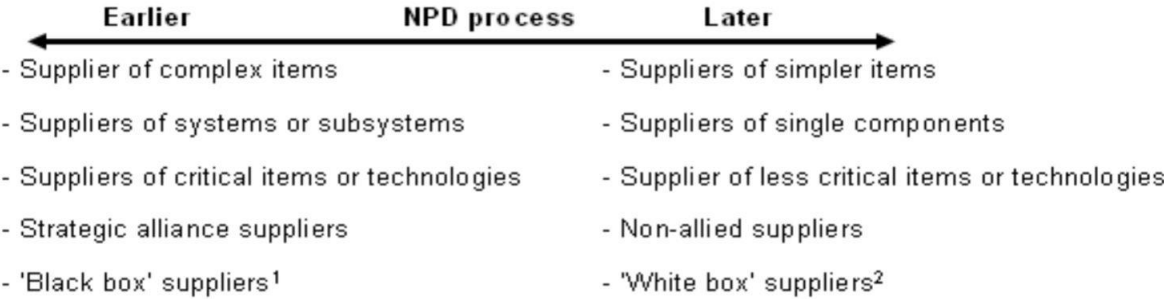 Earlier NPD process Later
- Supplier of complex items - Suppliers of simpler items
- Suppliers of systems or subsystems - Suppliers of single components
- Suppliers of critical items or technologies - Supplier of less critical items or technologies
- Strategic alliance suppliers - Non-allied suppliers
- 'Black box' suppliers¹ - 'White box' suppliers²